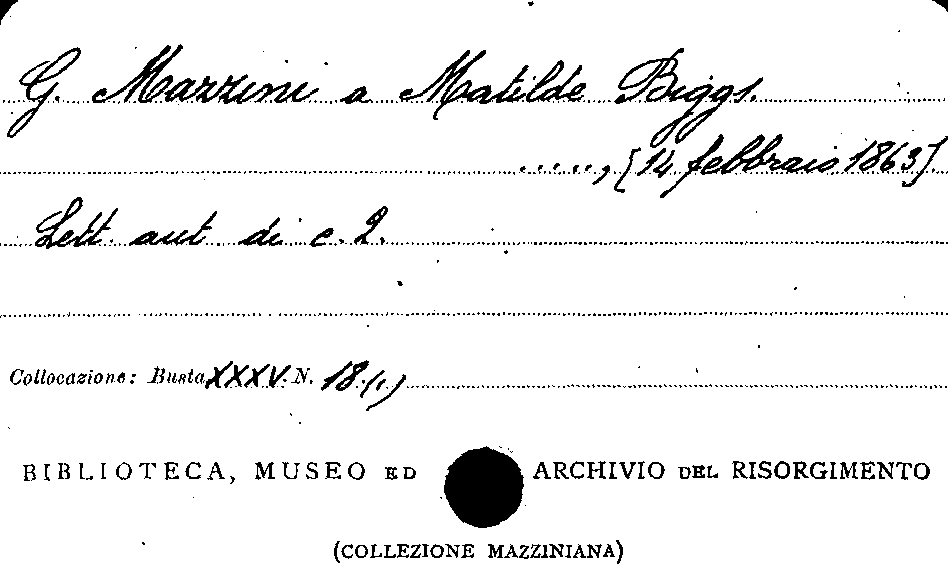 G. Mazzini a Matilde Biggs.
....., [14 febbraio 1863].
Lett. aut. di c. 2.
Collocazione: Busta XXXV. N. 18.(1)
BIBLIOTECA, MUSEO ED ARCHIVIO DEL RISORGIMENTO
(COLLEZIONE MAZZINIANA)